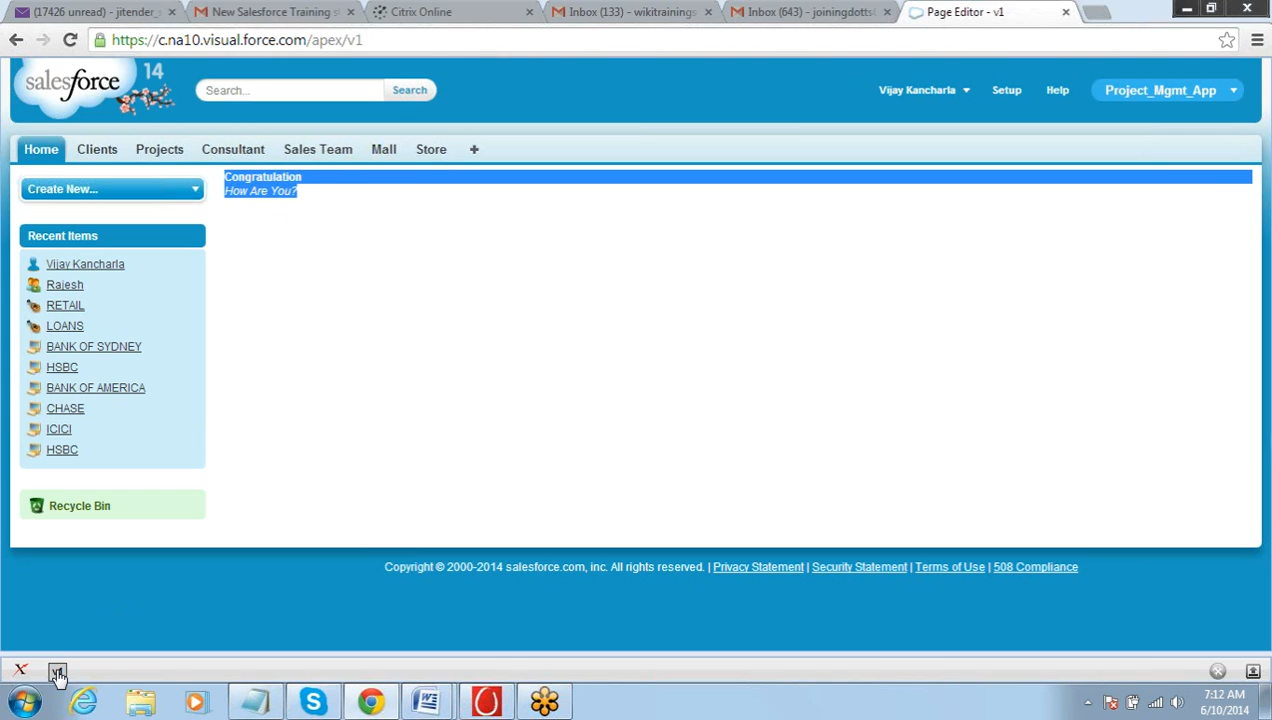 (17426 unread) - jitender_
New Salesforce Training s
Citrix Online
Inbox (133) - wikitrainings
Inbox (643) - joiningdotts
Page Editor - v1
https://c.na10.visual.force.com/apex/v1
salesforce
14
Search...
Search
Vijay Kancharla
Setup
Help
Project_Mgmt_App
Home
Clients
Projects
Consultant
Sales Team
Mall
Store
+
Create New...
Congratulation
How Are You?
Recent Items
Vijay Kancharla
Rajesh
RETAIL
LOANS
BANK OF SYDNEY
HSBC
BANK OF AMERICA
CHASE
ICICI
HSBC
Recycle Bin
Copyright © 2000-2014 salesforce.com, inc. All rights reserved. | Privacy Statement | Security Statement | Terms of Use | 508 Compliance
7:12 AM
6/10/2014